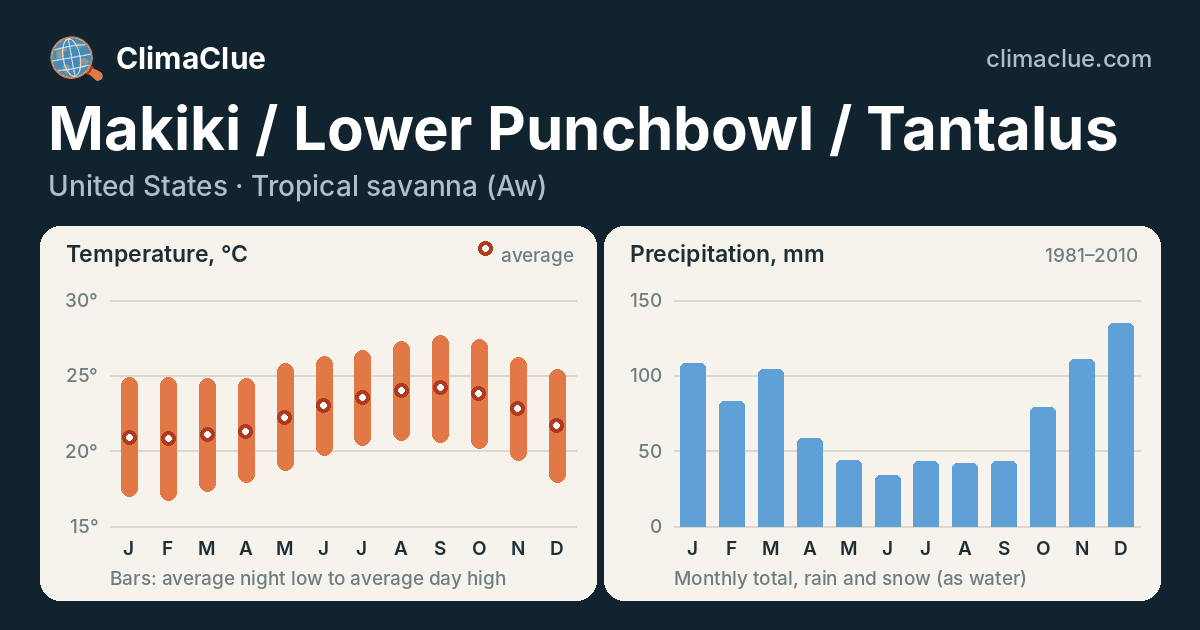 ClimaClue
climaclue.com
Makiki / Lower Punchbowl / Tantalus
United States · Tropical savanna (Aw)
Temperature, °C
average
30°
25°
20°
15°
J F M A M J J A S O N D
Bars: average night low to average day high
Precipitation, mm
1981–2010
150
100
50
0
J F M A M J J A S O N D
Monthly total, rain and snow (as water)